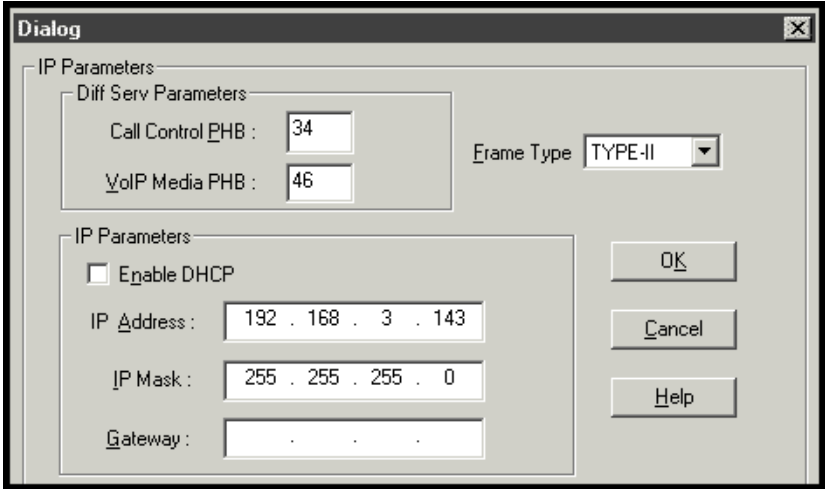 Dialog
IP Parameters
Diff Serv Parameters
Call Control PHB : 34
VoIP Media PHB : 46
Frame Type TYPE-II
IP Parameters
Enable DHCP
IP Address : 192 . 168 . 3 . 143
IP Mask : 255 . 255 . 255 . 0
Gateway : . . .
OK
Cancel
Help